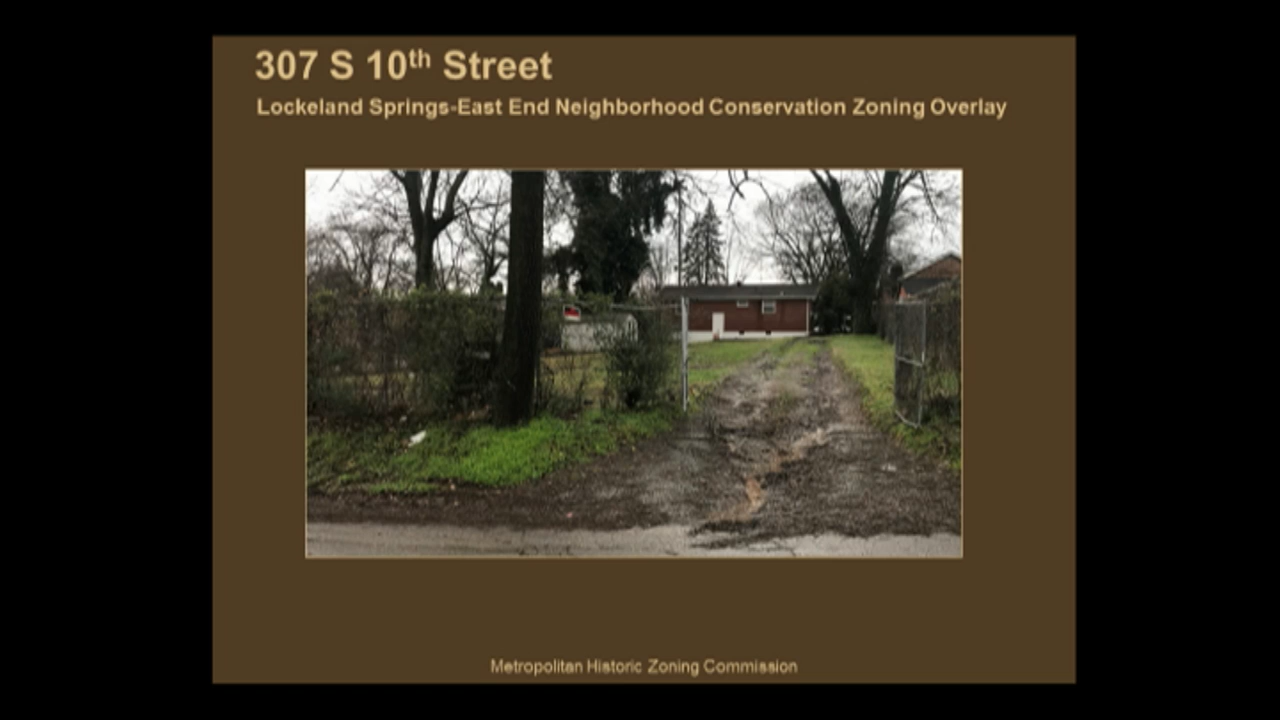 307 S 10th Street
Lockeland Springs-East End Neighborhood Conservation Zoning Overlay
Metropolitan Historic Zoning Commission